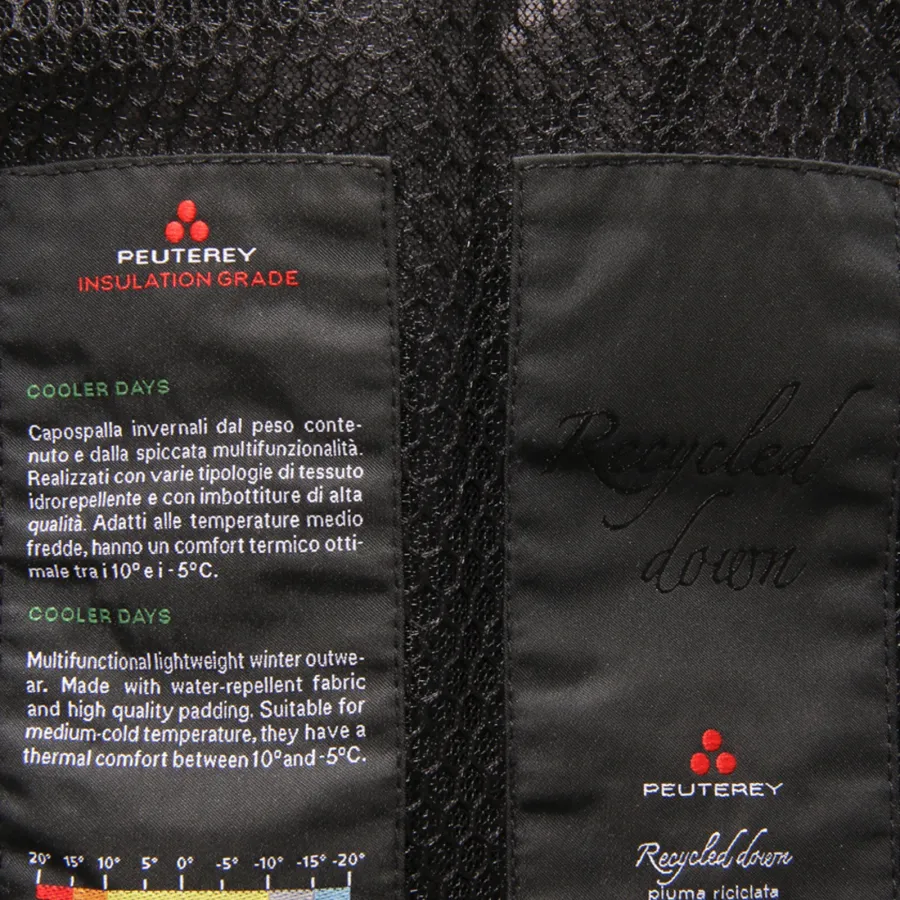 PEUTEREY
INSULATION GRADE
COOLER DAYS
Capospalla invernali dal peso conte-
nuto e dalla spiccata multifunzionalità.
Realizzati con varie tipologie di tessuto
idrorepellente e con imbottiture di alta
qualità. Adatti alle temperature medio
fredde, hanno un comfort termico otti-
male tra i 10° e i -5°C.
COOLER DAYS
Multifunctional lightweight winter outwe-
ar. Made with water-repellent fabric
and high quality padding. Suitable for
medium-cold temperature, they have a
thermal comfort between 10° and -5°C.
20° 15° 10° 5° 0° -5° -10° -15° -20°
Recycled
down
PEUTEREY
Recycled down
piuma riciclata